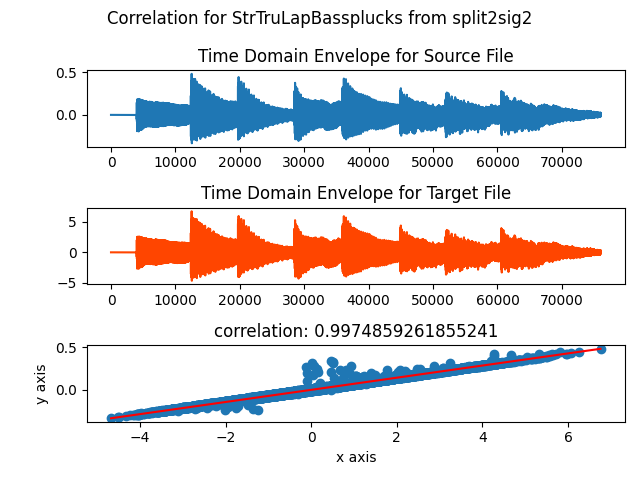 Correlation for StrTruLapBassplucks from split2sig2
Time Domain Envelope for Source File
0.5
0.0
0 10000 20000 30000 40000 50000 60000 70000
Time Domain Envelope for Target File
5
0
−5
0 10000 20000 30000 40000 50000 60000 70000
correlation: 0.9974859261855241
0.5
0.0
y axis
−4 −2 0 2 4 6
x axis